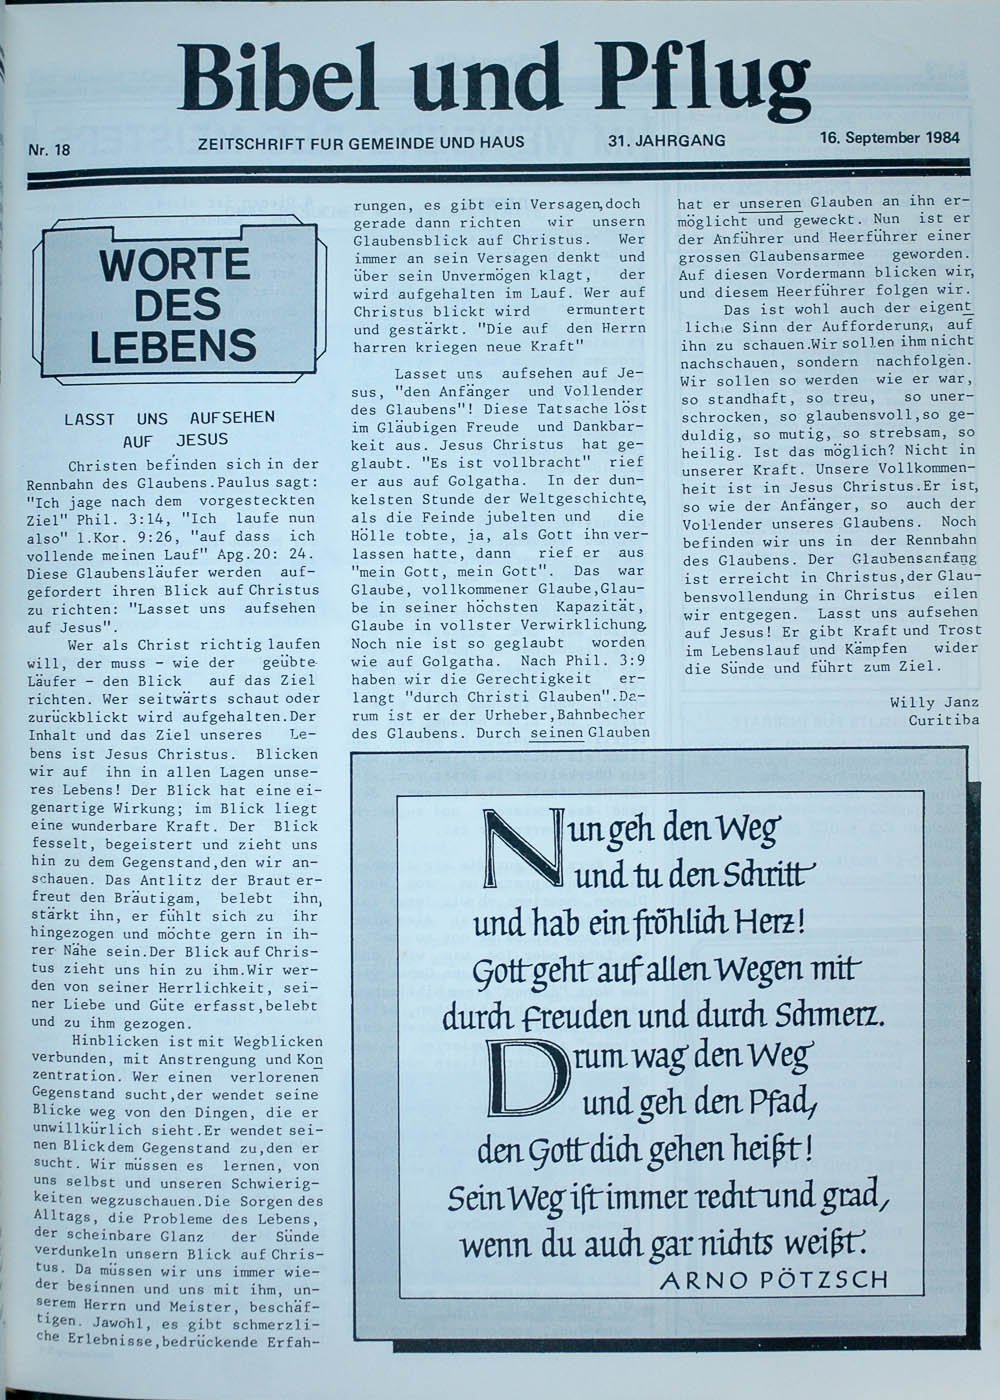 Bibel und Pflug
Nr. 18
ZEITSCHRIFT FUR GEMEINDE UND HAUS
31. JAHRGANG
16. September 1984
WORTE
DES
LEBENS
LASST UNS AUFSEHEN
AUF JESUS
Christen befinden sich in der
Rennbahn des Glaubens.Paulus sagt:
"Ich jage nach dem vorgesteckten
Ziel" Phil. 3:14, "Ich laufe nun
also" 1.Kor. 9:26, "auf dass ich
vollende meinen Lauf" Apg.20: 24.
Diese Glaubensläufer werden auf-
gefordert ihren Blick auf Christus
zu richten: "Lasset uns aufsehen
auf Jesus".
Wer als Christ richtig laufen
will, der muss - wie der geübte
Läufer - den Blick auf das Ziel
richten. Wer seitwärts schaut oder
zurückblickt wird aufgehalten.Der
Inhalt und das Ziel unseres Le-
bens ist Jesus Christus. Blicken
wir auf ihn in allen Lagen unse-
res Lebens! Der Blick hat eine ei-
genartige Wirkung; im Blick liegt
eine wunderbare Kraft. Der Blick
fesselt, begeistert und zieht uns
hin zu dem Gegenstand,den wir an-
schauen. Das Antlitz der Braut er-
freut den Bräutigam, belebt ihn,
stärkt ihn, er fühlt sich zu ihr
hingezogen und möchte gern in ih-
rer Nähe sein.Der Blick auf Chris-
tus zieht uns hin zu ihm.Wir wer-
den von seiner Herrlichkeit, sei-
ner Liebe und Güte erfasst,belebt
und zu ihm gezogen.
Hinblicken ist mit Wegblicken
verbunden, mit Anstrengung und Kon
zentration. Wer einen verlorenen
Gegenstand sucht,der wendet seine
Blicke weg von den Dingen, die er
unwillkürlich sieht.Er wendet sei-
nen Blickdem Gegenstand zu,den er
sucht. Wir müssen es lernen, von
uns selbst und unseren Schwierig-
keiten wegzuschauen.Die Sorgen des
Alltags, die Probleme des Lebens,
der scheinbare Glanz der Sünde
verdunkeln unsern Blick auf Chris-
tus. Da müssen wir uns immer wie-
der besinnen und uns mit ihm, un-
serem Herrn und Meister, beschäf-
tigen. Jawohl, es gibt schmerzli-
che Erlebnisse,bedrückende Erfah-
rungen, es gibt ein Versagen,doch
gerade dann richten wir unsern
Glaubensblick auf Christus. Wer
immer an sein Versagen denkt und
über sein Unvermögen klagt, der
wird aufgehalten im Lauf. Wer auf
Christus blickt wird ermuntert
und gestärkt. "Die auf den Herrn
harren kriegen neue Kraft"
Lasset uns aufsehen auf Je-
sus, "den Anfänger und Vollender
des Glaubens"! Diese Tatsache löst
im Gläubigen Freude und Dankbar-
keit aus. Jesus Christus hat ge-
glaubt. "Es ist vollbracht" rief
er aus auf Golgatha. In der dun-
kelsten Stunde der Weltgeschichte,
als die Feinde jubelten und die
Hölle tobte, ja, als Gott ihn ver-
lassen hatte, dann rief er aus
"mein Gott, mein Gott". Das war
Glaube, vollkommener Glaube,Glau-
be in seiner höchsten Kapazität,
Glaube in vollster Verwirklichung.
Noch nie ist so geglaubt worden
wie auf Golgatha. Nach Phil. 3:9
haben wir die Gerechtigkeit er-
langt "durch Christi Glauben".Da-
rum ist er der Urheber,Bahnbecher
des Glaubens. Durch seinen Glauben
hat er unseren Glauben an ihn er-
möglicht und geweckt. Nun ist er
der Anführer und Heerführer einer
grossen Glaubensarmee geworden.
Auf diesen Vordermann blicken wir,
und diesem Heerführer folgen wir.
Das ist wohl auch der eigent
liche Sinn der Aufforderung, auf
ihn zu schauen.Wir sollen ihm nicht
nachschauen, sondern nachfolgen.
Wir sollen so werden wie er war,
so standhaft, so treu, so uner-
schrocken, so glaubensvoll,so ge-
duldig, so mutig, so strebsam, so
heilig. Ist das möglich? Nicht in
unserer Kraft. Unsere Vollkommen-
heit ist in Jesus Christus.Er ist,
so wie der Anfänger, so auch der
Vollender unseres Glaubens. Noch
befinden wir uns in der Rennbahn
des Glaubens. Der Glaubensanfang
ist erreicht in Christus,der Glau-
bensvollendung in Christus eilen
wir entgegen. Lasst uns aufsehen
auf Jesus! Er gibt Kraft und Trost
im Lebenslauf und Kämpfen wider
die Sünde und führt zum Ziel.
Willy Janz
Curitiba
Nun geh den Weg
und tu den Schritt
und hab ein fröhlich Herz!
Gott geht auf allen Wegen mit
durch Freuden und durch Schmerz.
Drum wag den Weg
und geh den Pfad,
den Gott dich gehen heißt!
Sein Weg ist immer recht und grad,
wenn du auch gar nichts weißt.
ARNO PÖTZSCH